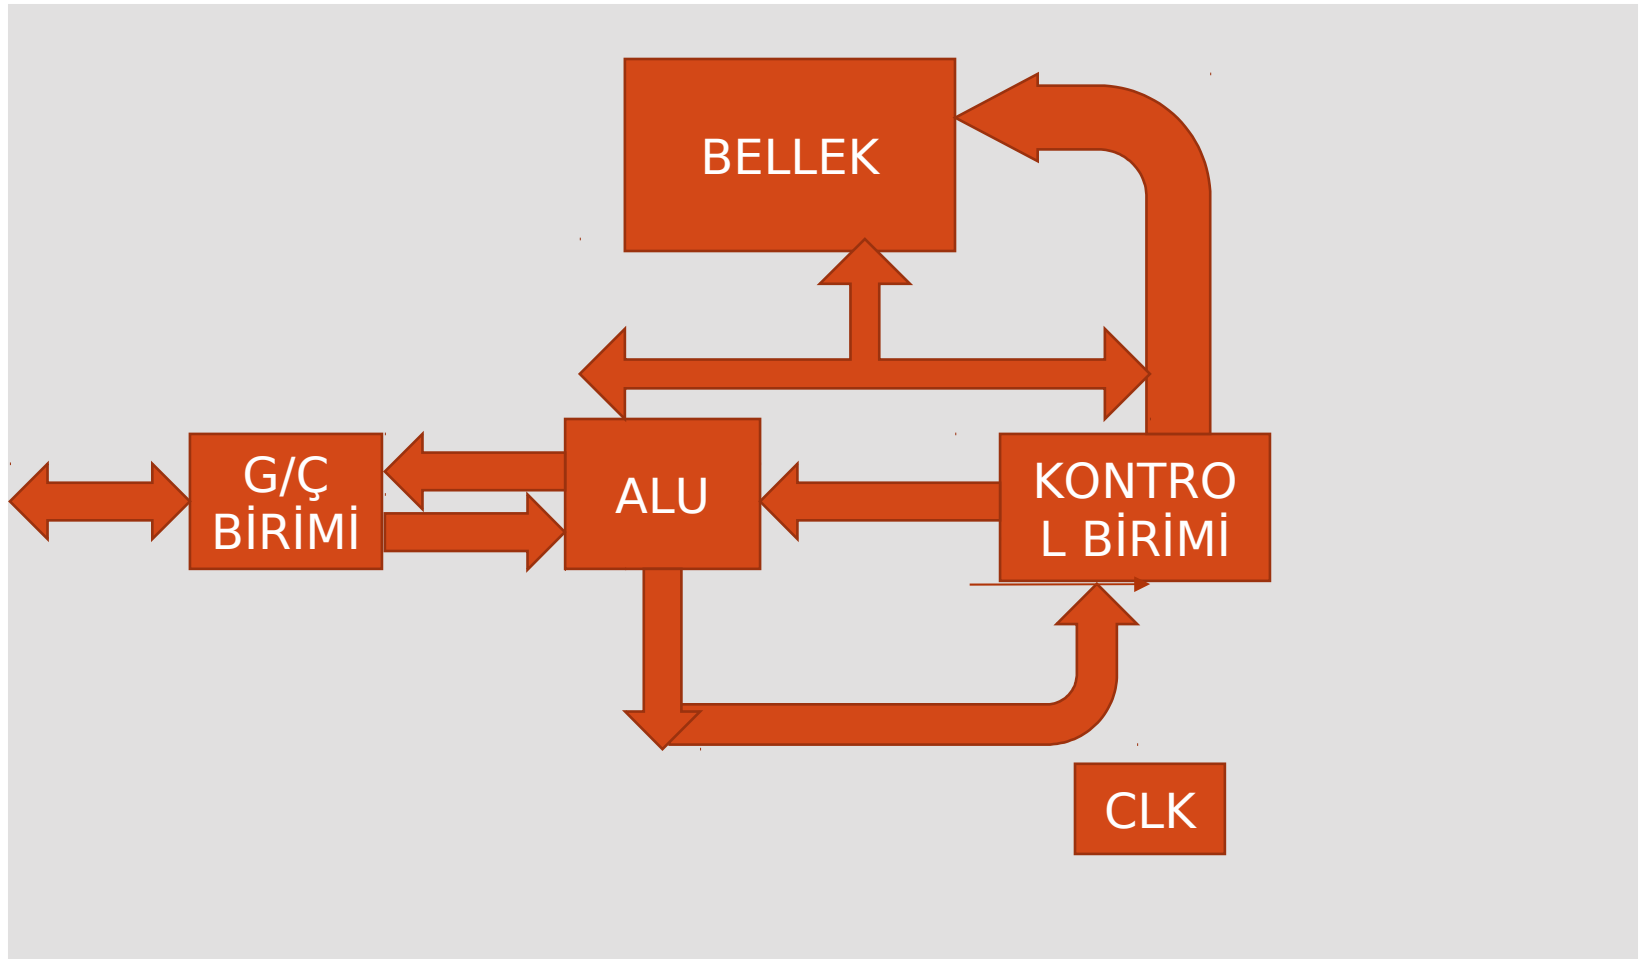 BELLEK
G/Ç
BİRİMİ
ALU
KONTRO
L BİRİMİ
CLK